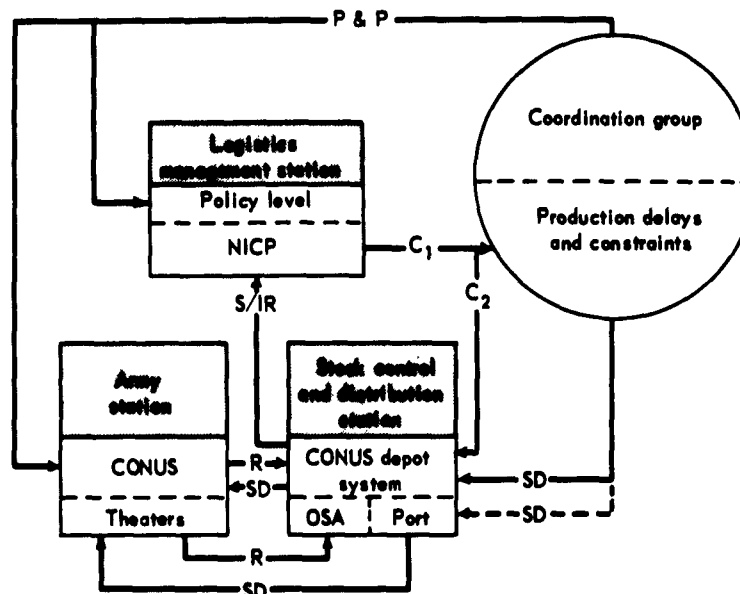 P & P
Coordination group
Production delays
and constraints
Logistics
management station
Policy level
NICP
C1
C2
S/IR
Army
station
CONUS
Theaters
Stock control
and distribution
station
CONUS depot
system
OSA
Port
R
SD
SD
SD
R
SD